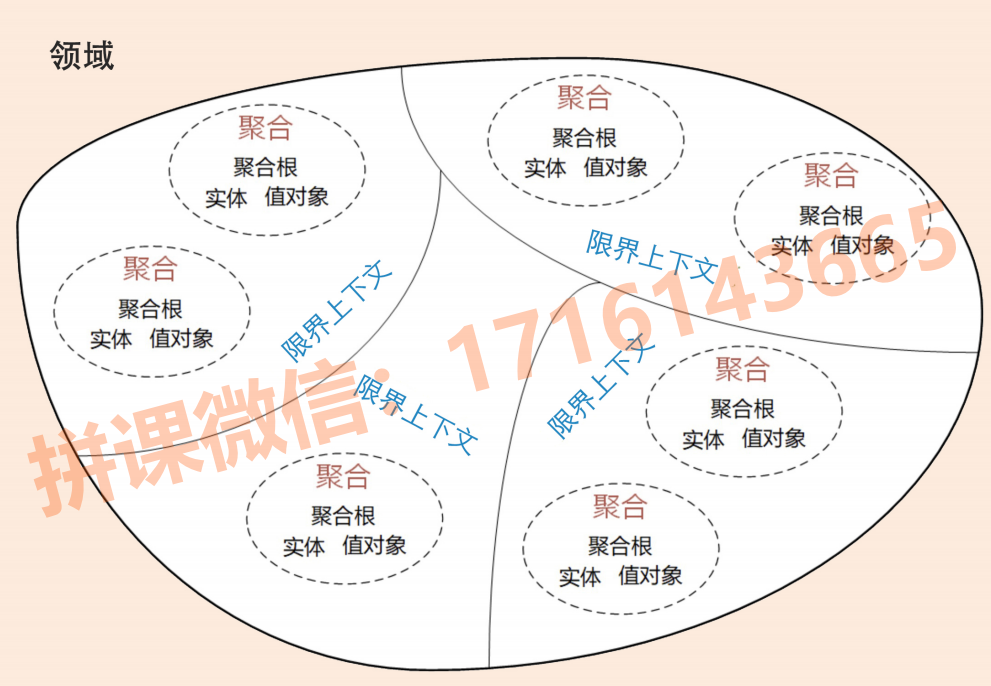 领域
聚合
聚合根
实体 值对象
聚合
聚合根
实体 值对象
聚合
聚合根
实体 值对象
聚合
聚合根
实体 值对象
限界上下文
限界上下文
限界上下文
限界上下文
拼课微信：1716143665
聚合
聚合根
实体 值对象
聚合
聚合根
实体 值对象
聚合
聚合根
实体 值对象